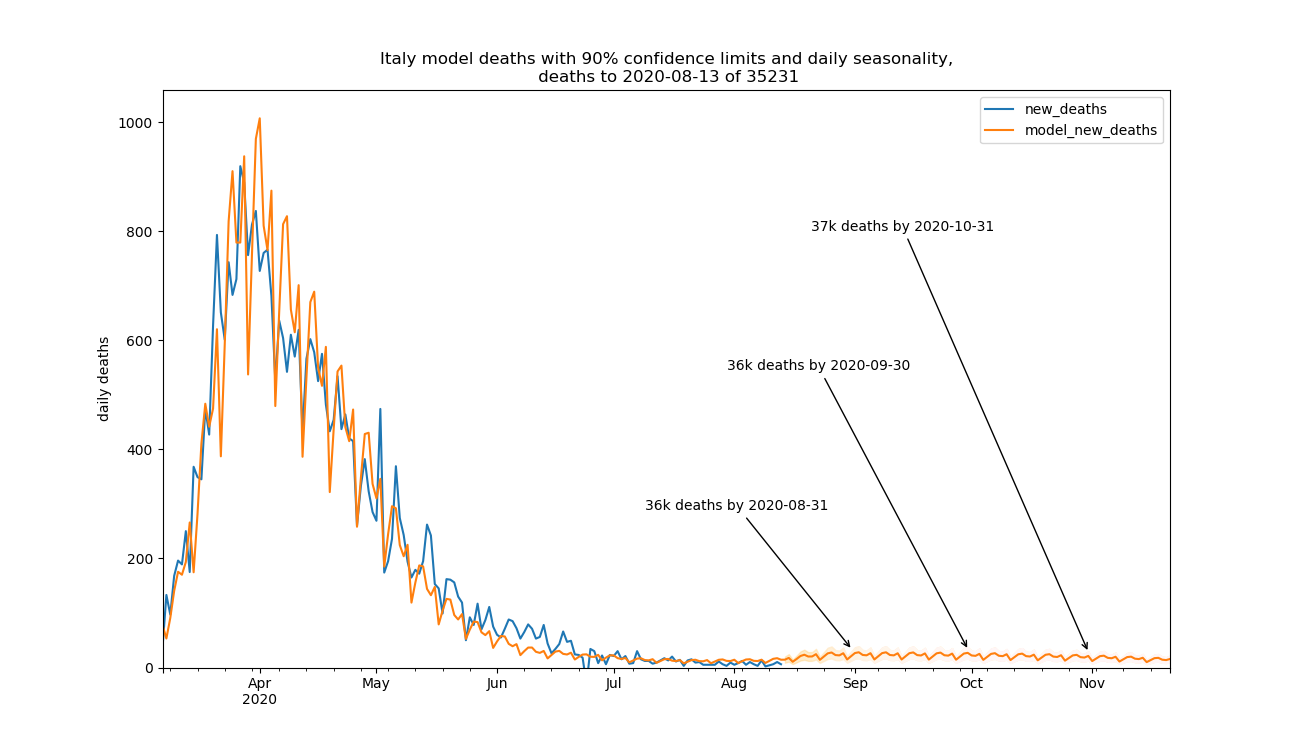 Italy model deaths with 90% confidence limits and daily seasonality,
deaths to 2020-08-13 of 35231
new_deaths
model_new_deaths
daily deaths
1000
800
600
400
200
0
37k deaths by 2020-10-31
36k deaths by 2020-09-30
36k deaths by 2020-08-31
Apr
May
Jun
Jul
Aug
Sep
Oct
Nov
2020